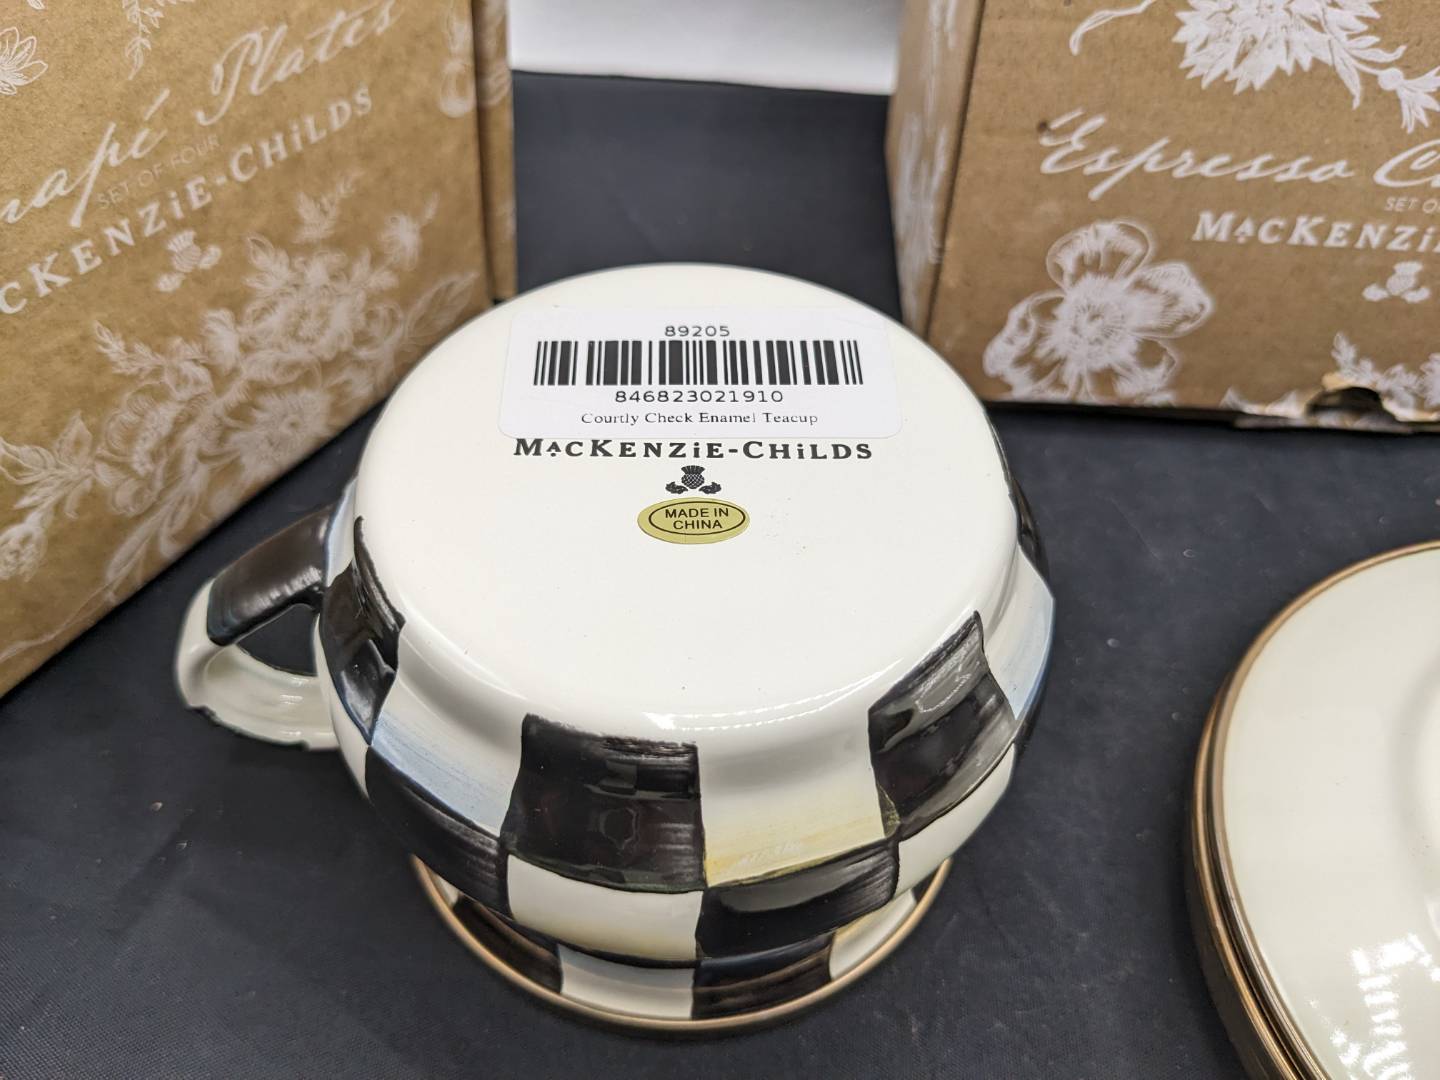 Plates
SET OF FOUR
CKENZiE-CHiLDS
Espresso
SET
MACKENZi
89205
846823021910
Courtly Check Enamel Teacup
MACKENZiE-CHiLDS
MADE IN
CHINA